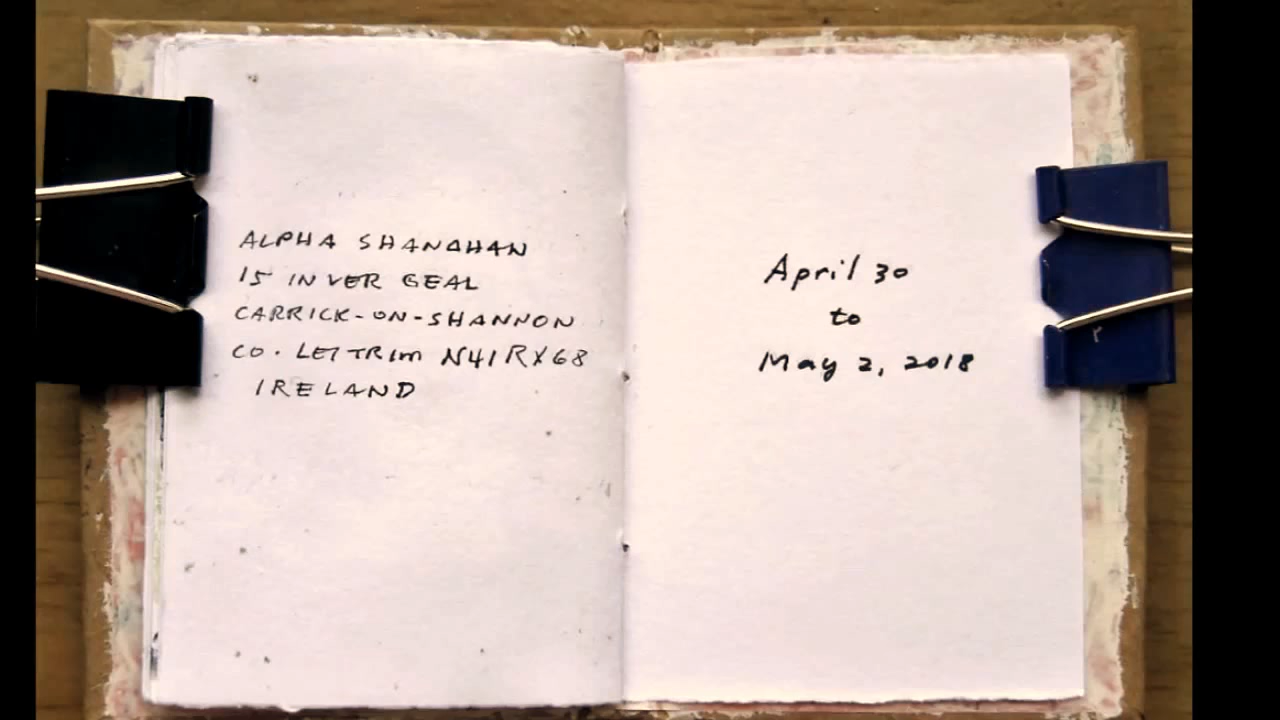 ALPHA SHANAHAN
15 INVER GEAL
CARRICK-ON-SHANNON
CO. LEITRIM N41RX68
IRELAND
April 30
to
May 2, 2018